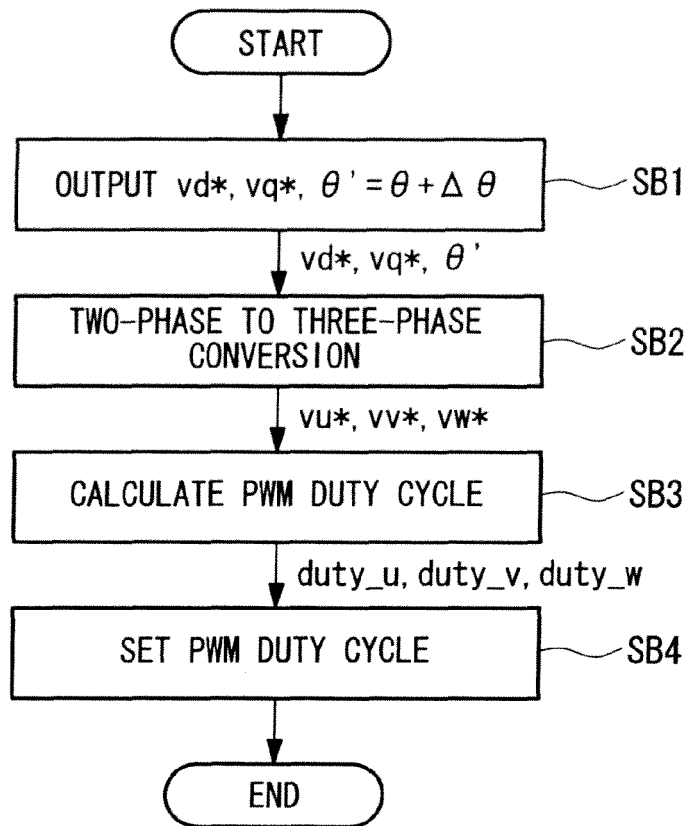 START
OUTPUT vd*, vq*, θ' = θ + Δ θ
SB1
vd*, vq*, θ'
TWO-PHASE TO THREE-PHASE
CONVERSION
SB2
vu*, vv*, vw*
CALCULATE PWM DUTY CYCLE
SB3
duty_u, duty_v, duty_w
SET PWM DUTY CYCLE
SB4
END